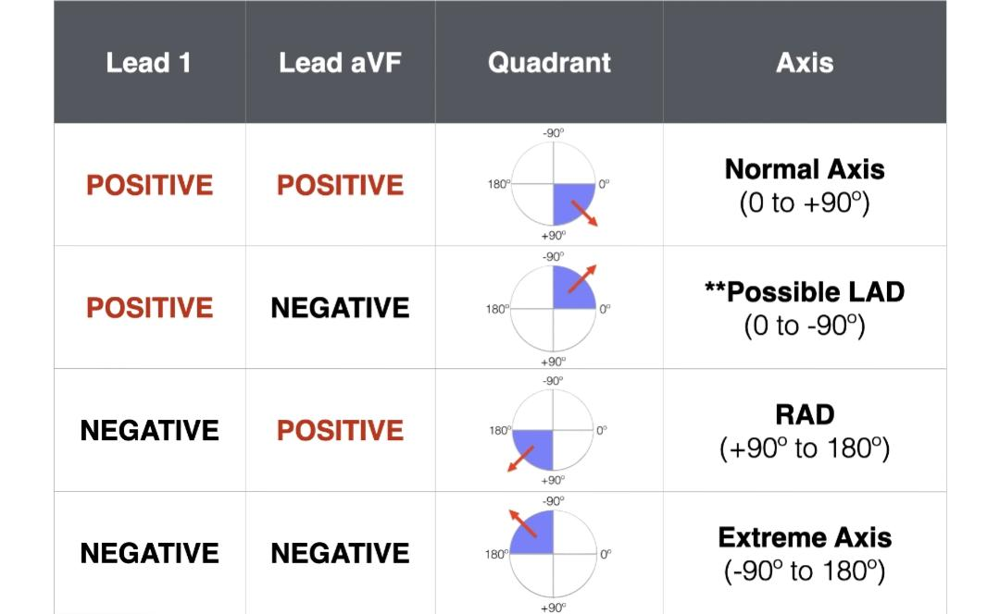 Lead 1 Lead aVF Quadrant Axis
-90º
POSITIVE POSITIVE 180º 0º Normal Axis
(0 to +90º)
+90º
-90º
POSITIVE NEGATIVE 180º 0º **Possible LAD
(0 to -90º)
+90º
-90º
NEGATIVE POSITIVE 180º 0º RAD
(+90º to 180º)
+90º
-90º
NEGATIVE NEGATIVE 180º 0º Extreme Axis
(-90º to 180º)
+90º